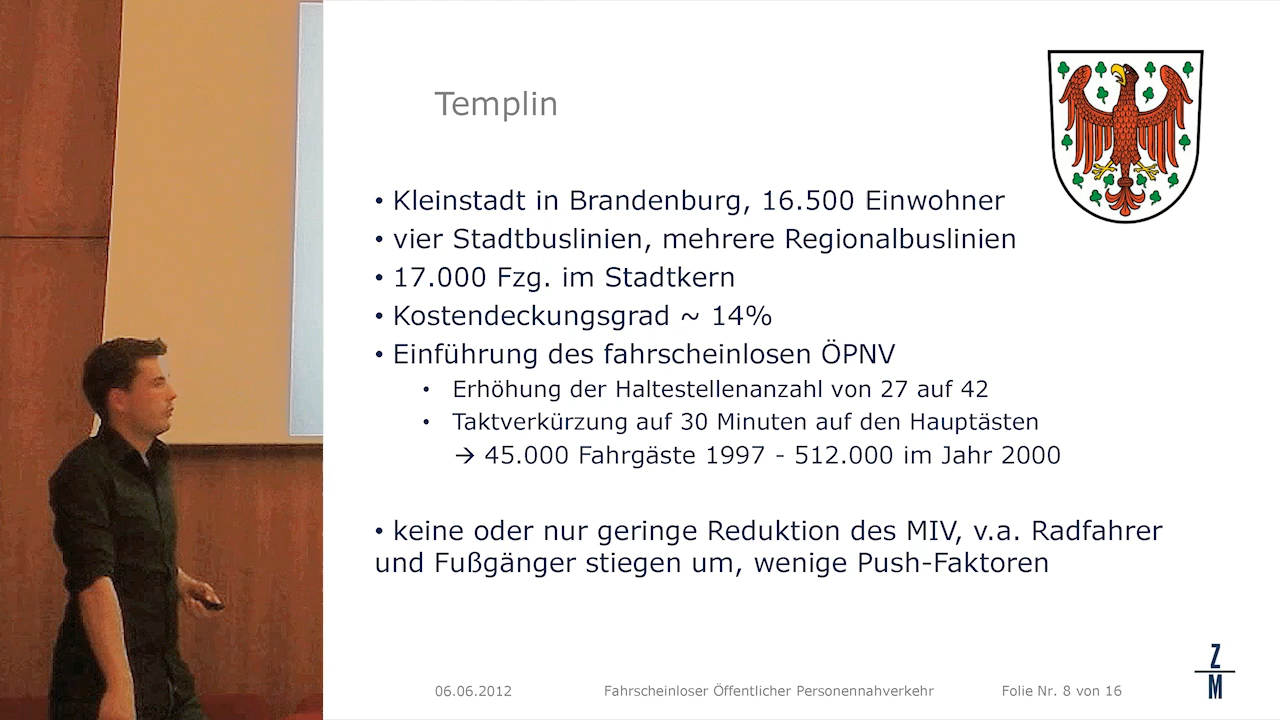 Templin
• Kleinstadt in Brandenburg, 16.500 Einwohner
• vier Stadtbuslinien, mehrere Regionalbuslinien
• 17.000 Fzg. im Stadtkern
• Kostendeckungsgrad ~ 14%
• Einführung des fahrscheinlosen ÖPNV
• Erhöhung der Haltestellenanzahl von 27 auf 42
• Taktverkürzung auf 30 Minuten auf den Hauptästen
→ 45.000 Fahrgäste 1997 - 512.000 im Jahr 2000
• keine oder nur geringe Reduktion des MIV, v.a. Radfahrer
und Fußgänger stiegen um, wenige Push-Faktoren
Z
M
06.06.2012 Fahrscheinloser Öffentlicher Personennahverkehr Folie Nr. 8 von 16